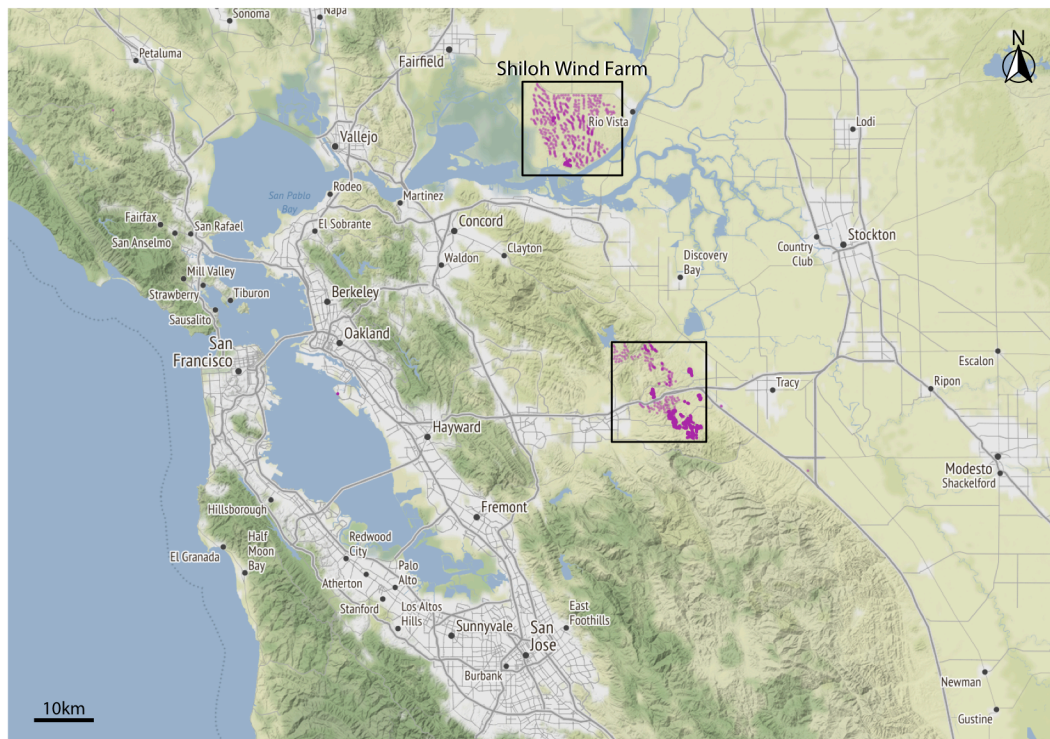 Sonoma
Napa
Petaluma
Fairfield
N
Shiloh Wind Farm
Rio Vista
Lodi
Vallejo
Rodeo
San Pablo
Bay
Martinez
Fairfax
San Rafael
El Sobrante
Concord
San Anselmo
Clayton
Stockton
Country
Club
Waldon
Mill Valley
Discovery
Bay
Strawberry
Tiburon
Berkeley
Sausalito
Oakland
San
Francisco
Escalon
Tracy
Ripon
Hayward
Modesto
Shackelford
Hillsborough
Fremont
Redwood
City
Half
Moon
Bay
El Granada
Palo
Alto
Atherton
Stanford
Los Altos
Hills
East
Foothills
Sunnyvale
San
Jose
Burbank
Newman
Gustine
10km